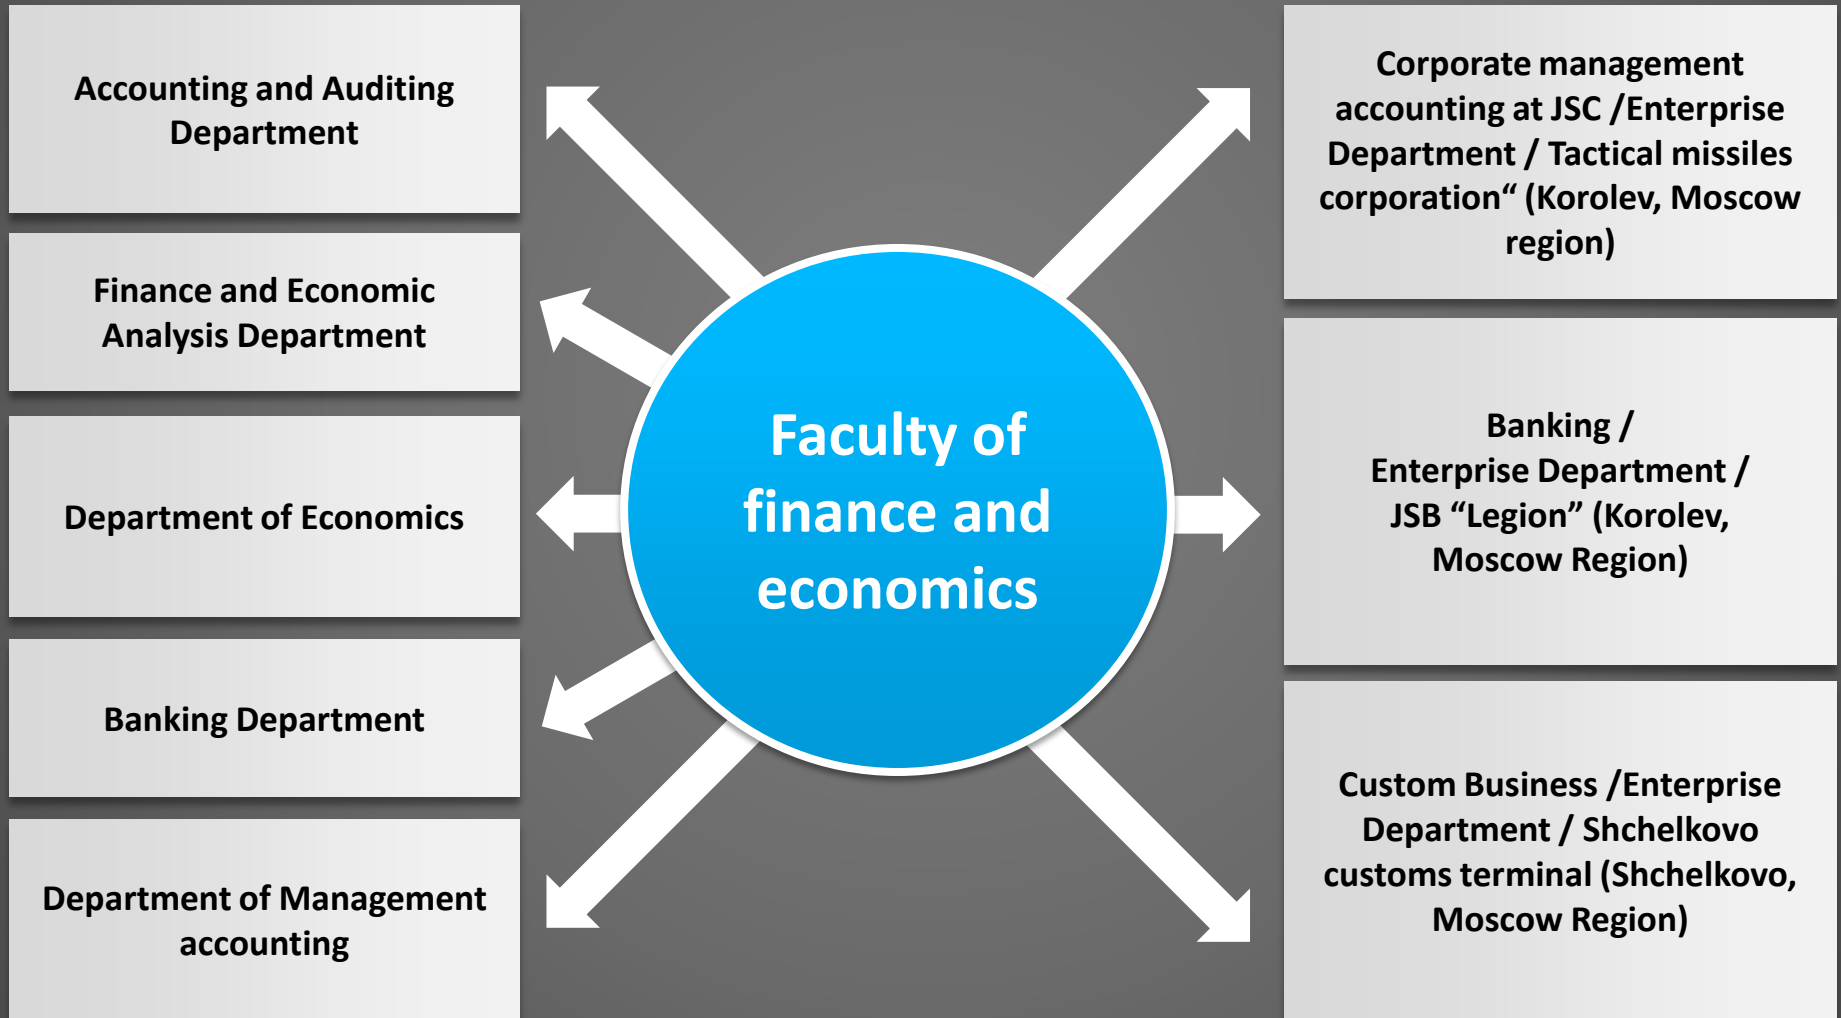 Accounting and Auditing
Department
Finance and Economic
Analysis Department
Department of Economics
Banking Department
Department of Management
accounting
Faculty of
finance and
economics
Corporate management
accounting at JSC /Enterprise
Department / Tactical missiles
corporation“ (Korolev, Moscow
region)
Banking /
Enterprise Department /
JSB “Legion” (Korolev,
Moscow Region)
Custom Business /Enterprise
Department / Shchelkovo
customs terminal (Shchelkovo,
Moscow Region)